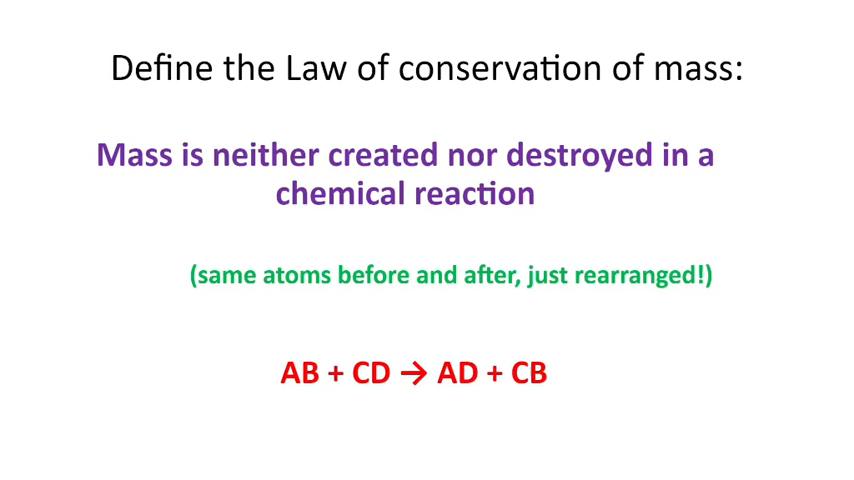 Define the Law of conservation of mass:
Mass is neither created nor destroyed in a
chemical reaction
(same atoms before and after, just rearranged!)
AB + CD → AD + CB